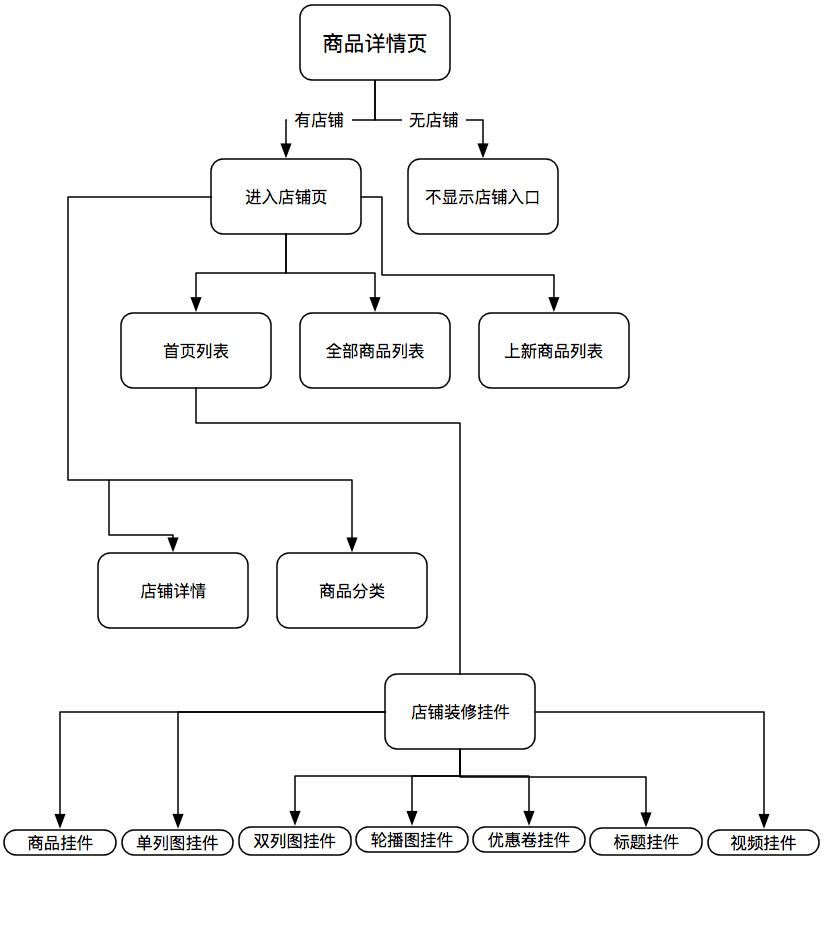 商品详情页
有店铺
无店铺
进入店铺页
不显示店铺入口
首页列表
全部商品列表
上新商品列表
店铺详情
商品分类
店铺装修挂件
商品挂件
单列图挂件
双列图挂件
轮播图挂件
优惠卷挂件
标题挂件
视频挂件